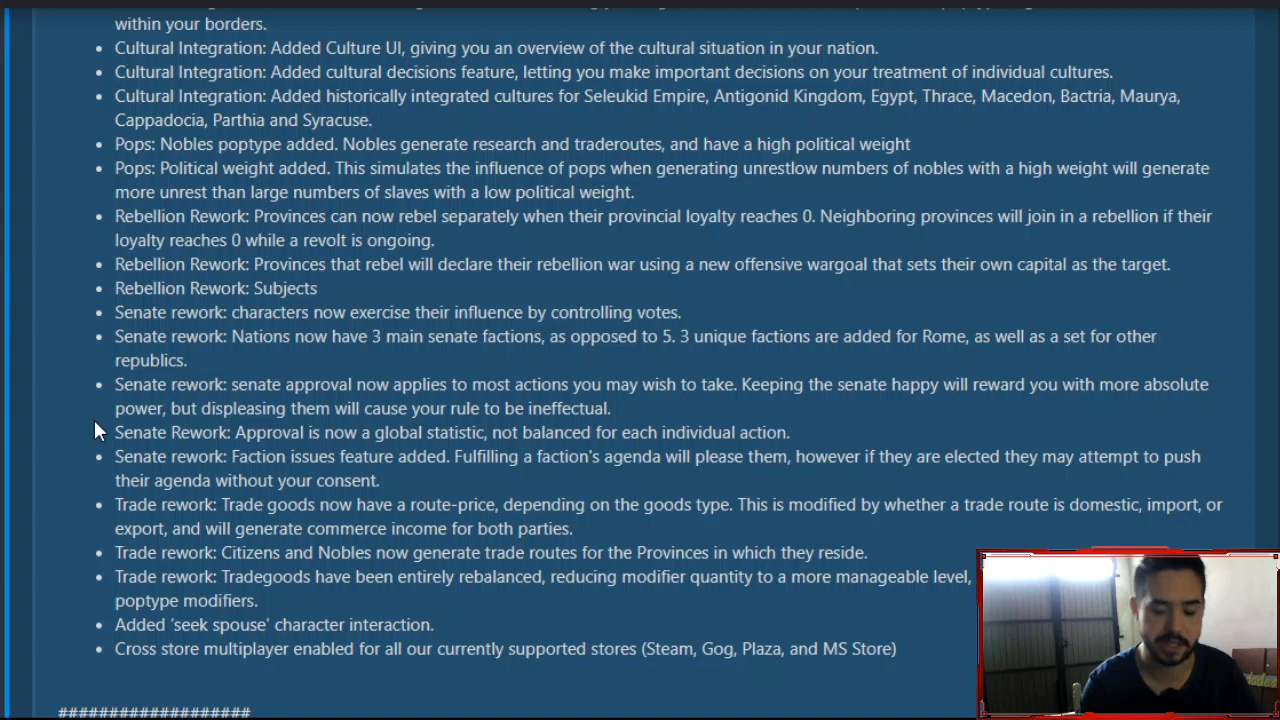 within your borders.
Cultural Integration: Added Culture UI, giving you an overview of the cultural situation in your nation.
Cultural Integration: Added cultural decisions feature, letting you make important decisions on your treatment of individual cultures.
Cultural Integration: Added historically integrated cultures for Seleukid Empire, Antigonid Kingdom, Egypt, Thrace, Macedon, Bactria, Maurya,
Cappadocia, Parthia and Syracuse.
Pops: Nobles poptype added. Nobles generate research and traderoutes, and have a high political weight
Pops: Political weight added. This simulates the influence of pops when generating unrestlow numbers of nobles with a high weight will generate
more unrest than large numbers of slaves with a low political weight.
Rebellion Rework: Provinces can now rebel separately when their provincial loyalty reaches 0. Neighboring provinces will join in a rebellion if their
loyalty reaches 0 while a revolt is ongoing.
Rebellion Rework: Provinces that rebel will declare their rebellion war using a new offensive wargoal that sets their own capital as the target.
Rebellion Rework: Subjects
Senate rework: characters now exercise their influence by controlling votes.
Senate rework: Nations now have 3 main senate factions, as opposed to 5. 3 unique factions are added for Rome, as well as a set for other
republics.
Senate rework: senate approval now applies to most actions you may wish to take. Keeping the senate happy will reward you with more absolute
power, but displeasing them will cause your rule to be ineffectual.
Senate Rework: Approval is now a global statistic, not balanced for each individual action.
Senate rework: Faction issues feature added. Fulfilling a faction's agenda will please them, however if they are elected they may attempt to push
their agenda without your consent.
Trade rework: Trade goods now have a route-price, depending on the goods type. This is modified by whether a trade route is domestic, import, or
export, and will generate commerce income for both parties.
Trade rework: Citizens and Nobles now generate trade routes for the Provinces in which they reside.
Trade rework: Tradegoods have been entirely rebalanced, reducing modifier quantity to a more manageable level,
poptype modifiers.
Added 'seek spouse' character interaction.
Cross store multiplayer enabled for all our currently supported stores (Steam, Gog, Plaza, and MS Store)
###################